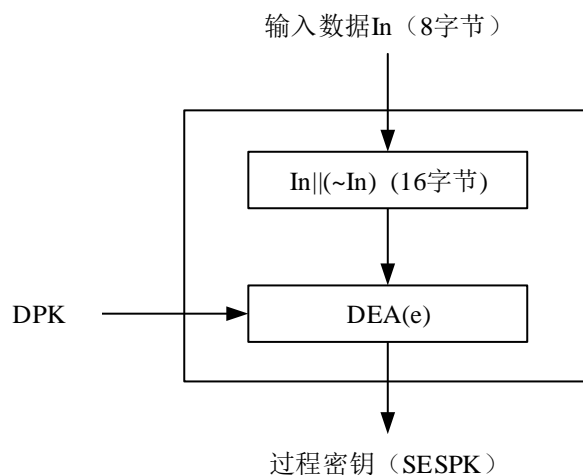 输入数据In（8字节）
In||(~In)  (16字节)
DPK
DEA(e)
过程密钥（SESPK）